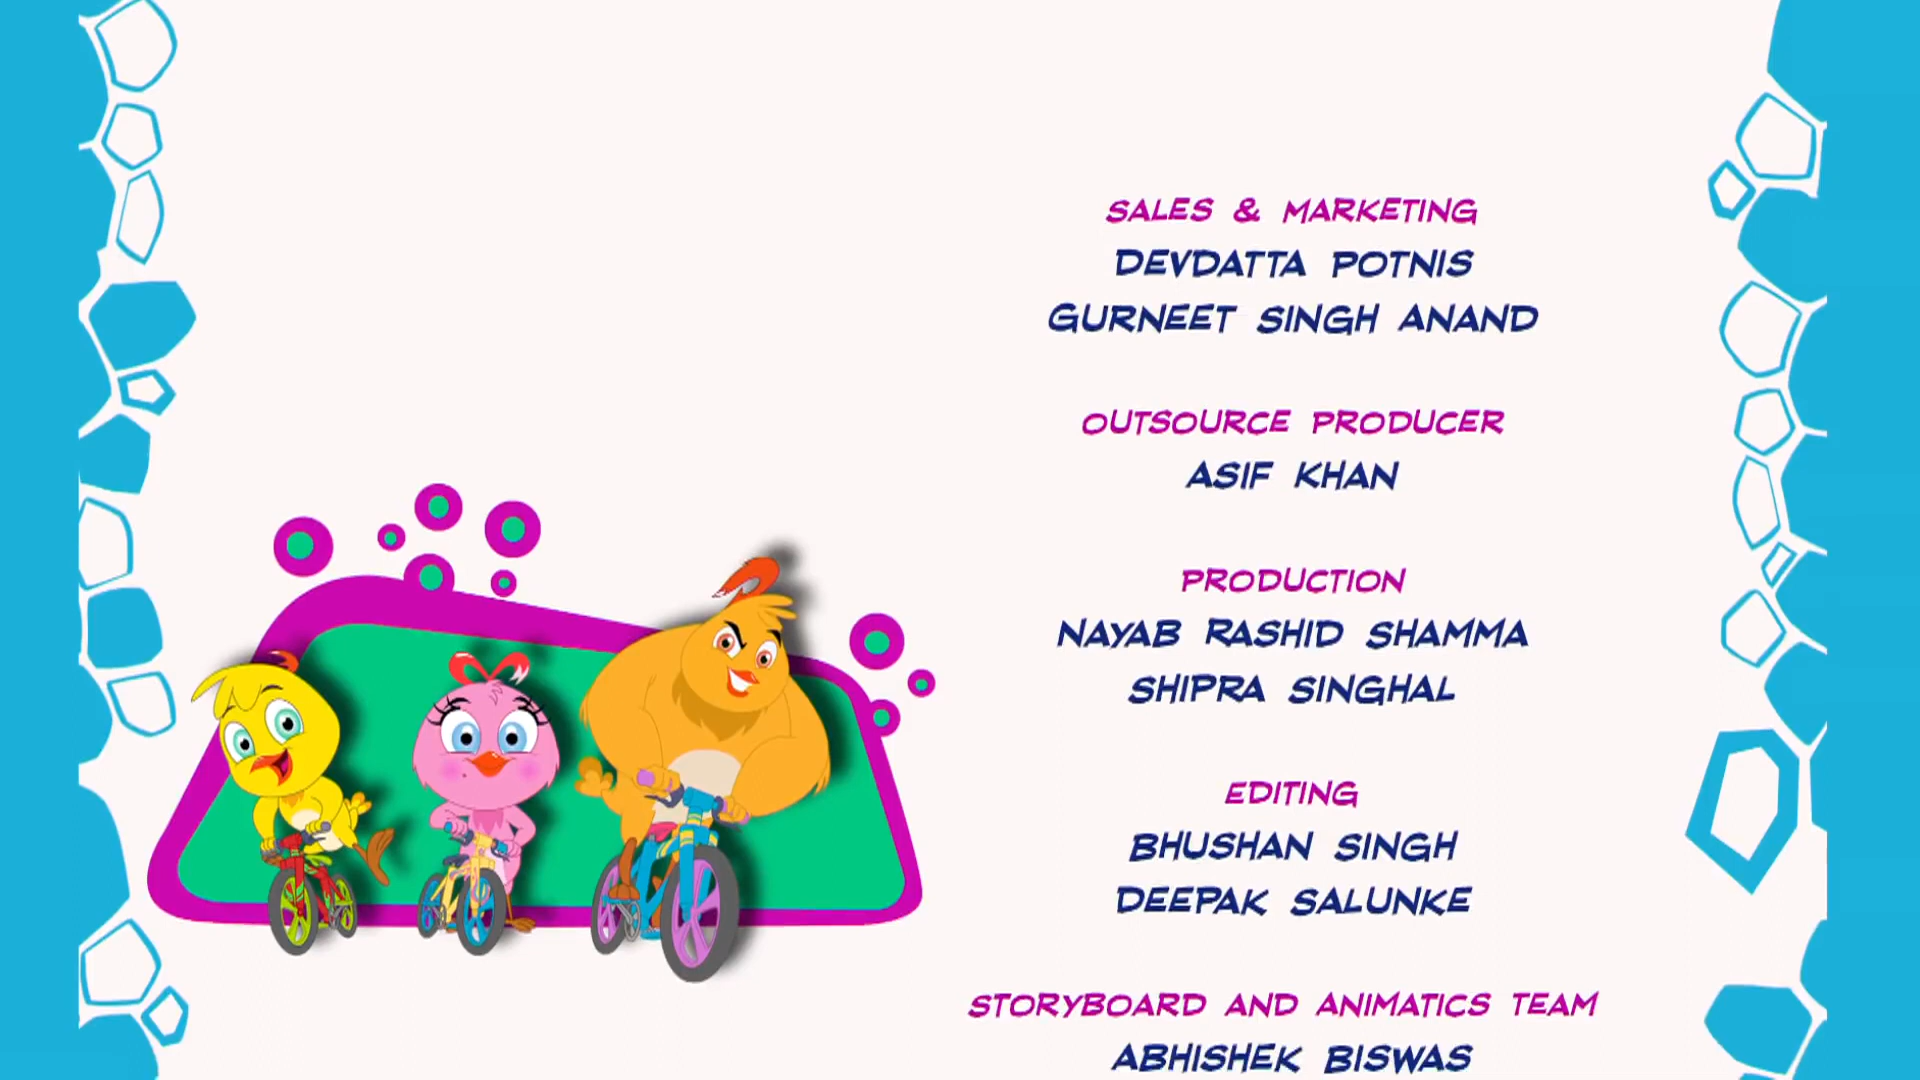 SALES & MARKETING
DEVDATTA POTNIS
GURNEET SINGH ANAND
OUTSOURCE PRODUCER
ASIF KHAN
PRODUCTION
NAYAB RASHID SHAMMA
SHIPRA SINGHAL
EDITING
BHUSHAN SINGH
DEEPAK SALUNKE
STORYBOARD AND ANIMATICS TEAM
ABHISHEK BISWAS